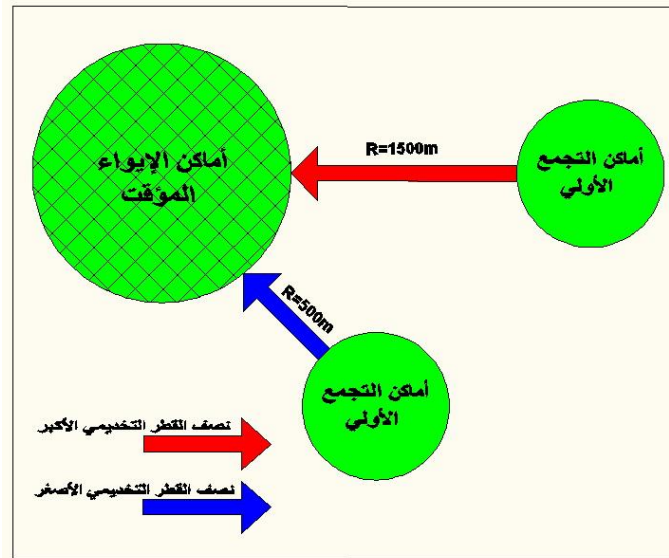 أماكن الإيواء
المؤقت
R=1500m
أماكن التجمع
الأولي
R=500m
أماكن التجمع
الأولي
نصف القطر التخديمي الأكبر
نصف القطر التخديمي الأصغر